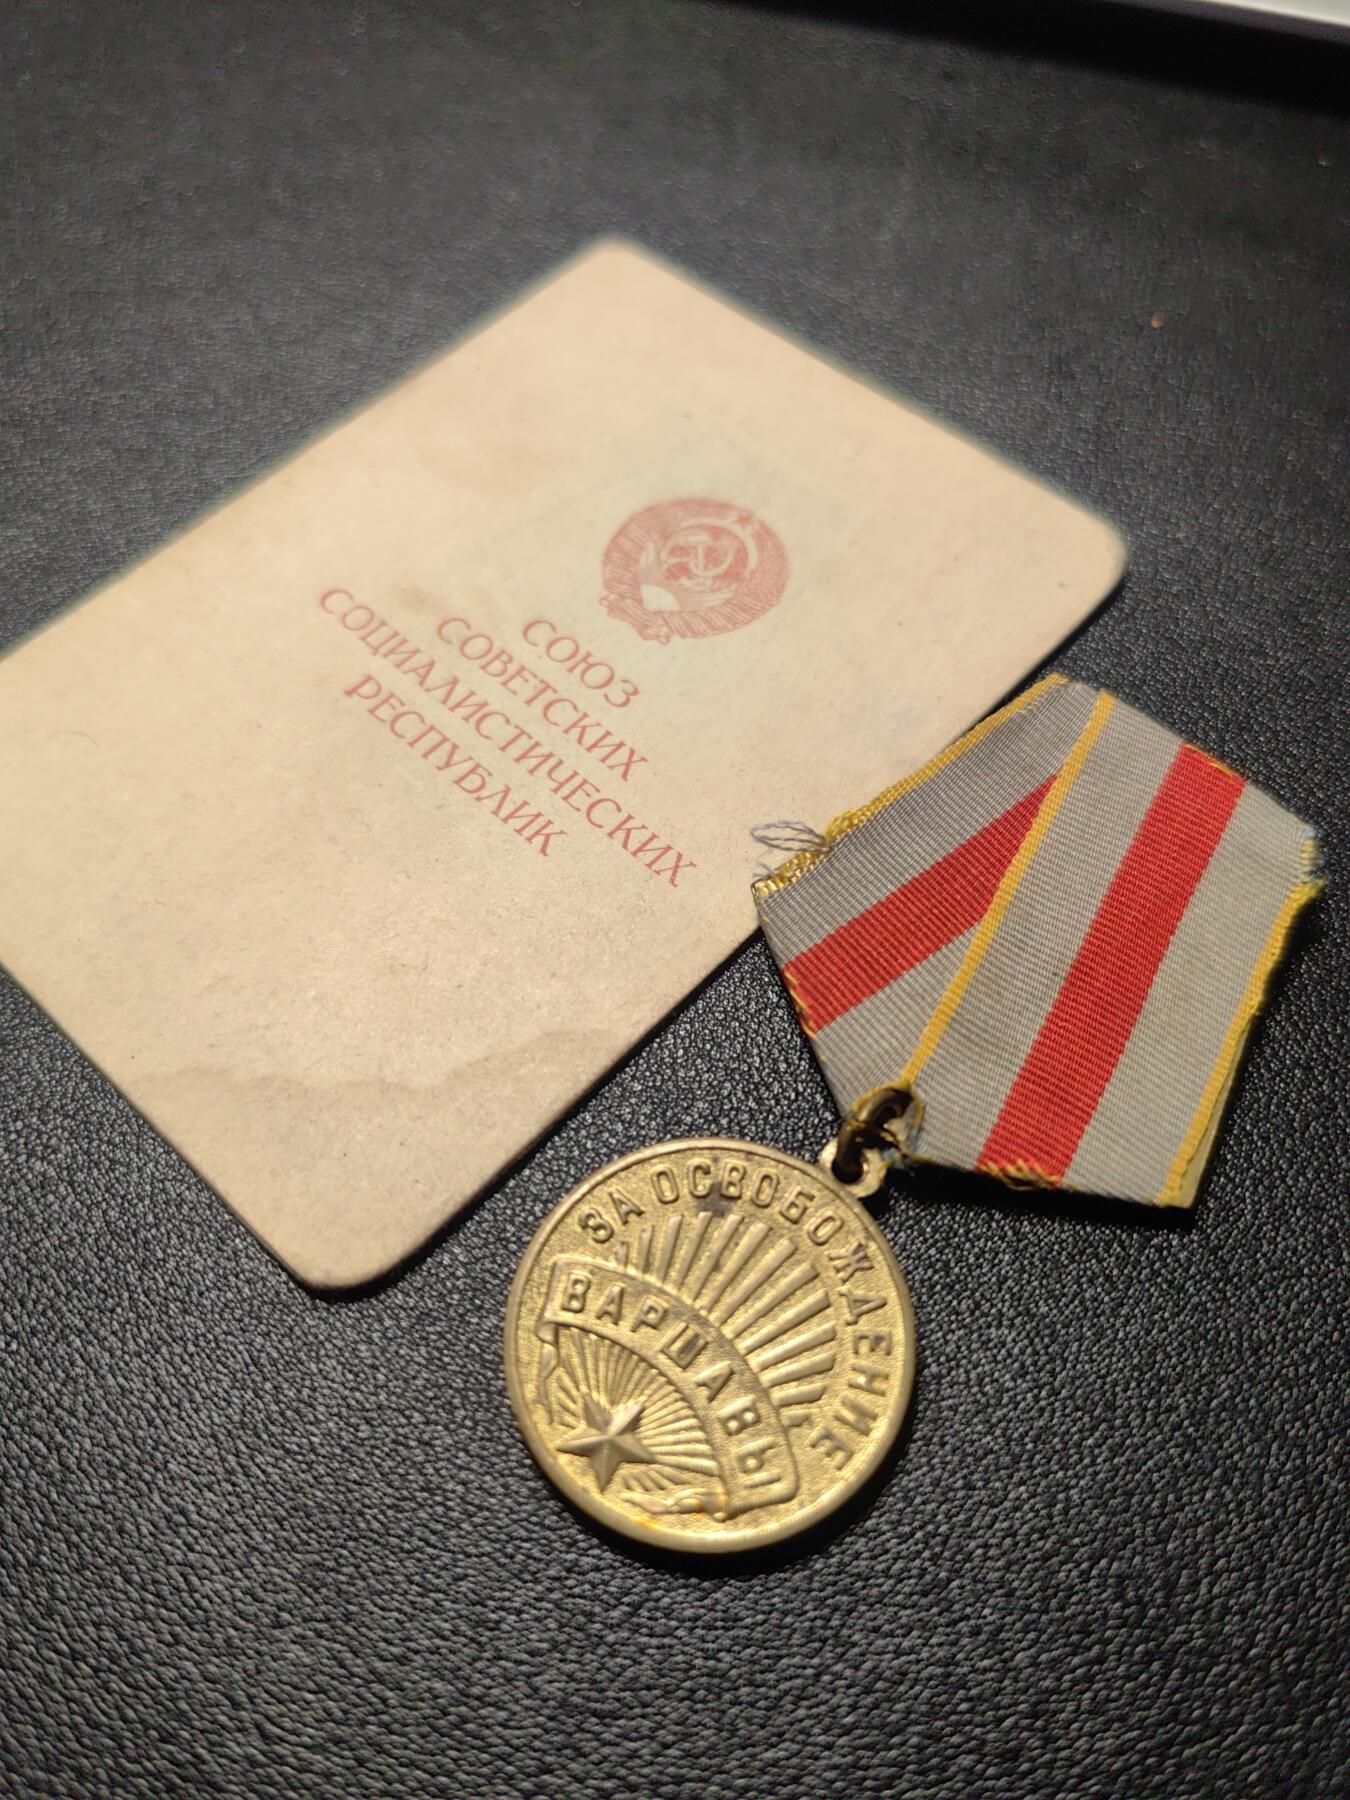 СОЮЗ
СОВЕТСКИХ
СОЦИАЛИСТИЧЕСКИХ
РЕСПУБЛИК
ЗА ОСВОБОЖДЕНИЕ
ВАРШАВЫ